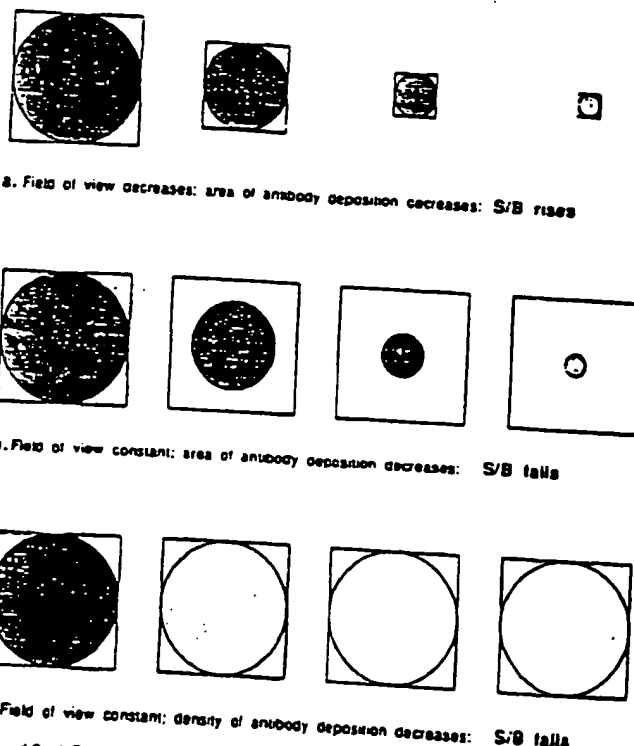 a. Field of view decreases: area of antibody deposition decreases: S/B rises
. Field of view constant: area of antibody deposition decreases: S/B falls
Field of view constant; density of antibody deposition decreases: S/B falls